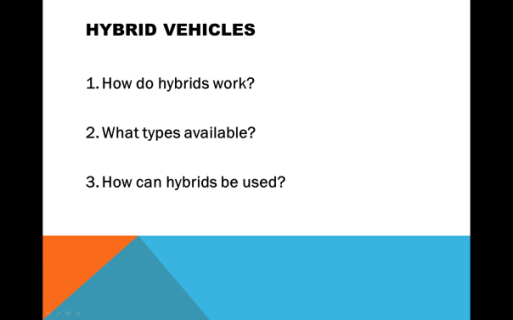 HYBRID VEHICLES
1. How do hybrids work?
2. What types available?
3. How can hybrids be used?